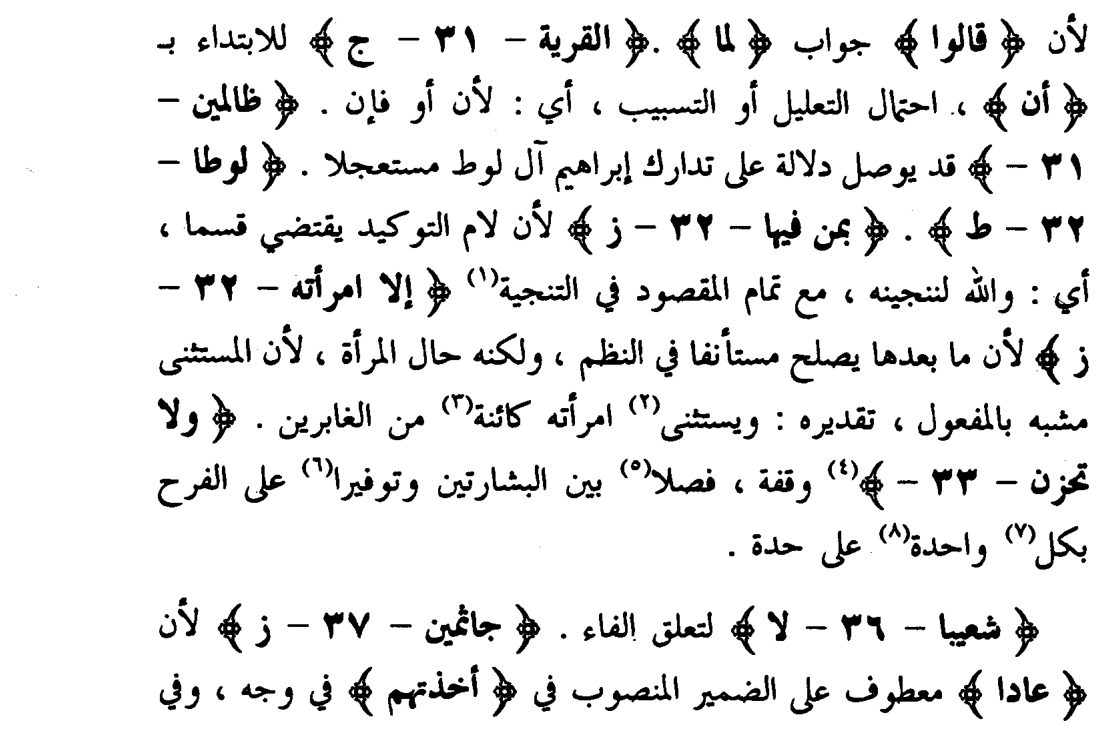 لأن ﴿ قالوا ﴾ جواب ﴿ لما ﴾ . ﴿ القرية – ٣١ – ج ﴾ للابتداء بـ
﴿ أن ﴾ ، احتمال التعليل أو التسبيب ، أي : لأن أو فإن . ﴿ ظالمين –
٣١ – ﴾ قد يوصل دلالة على تدارك إبراهيم آل لوط مستعجلا . ﴿ لوطا –
٣٢ – ط ﴾ . ﴿ بمن فيها – ٣٢ – ز ﴾ لأن لام التوكيد يقتضي قسما ،
أي : والله لننجينه ، مع تمام المقصود في التنجية(١) ﴿ إلا امرأته – ٣٢ –
ز ﴾ لأن ما بعدها يصلح مستأنفا في النظم ، ولكنه حال المرأة ، لأن المستثنى
مشبه بالمفعول ، تقديره : ويستثنى(٢) امرأته كائنة(٣) من الغابرين . ﴿ ولا
تحزن – ٣٣ – ﴾(٤) وقفة ، فصلا(٥) بين البشارتين وتوفيرا(٦) على الفرح
بكل(٧) واحدة(٨) على حدة .
﴿ شعيبا – ٣٦ – لا ﴾ لتعلق الفاء . ﴿ جاثمين – ٣٧ – ز ﴾ لأن
﴿ عادا ﴾ معطوف على الضمير المنصوب في ﴿ أخذتهم ﴾ في وجه ، وفي